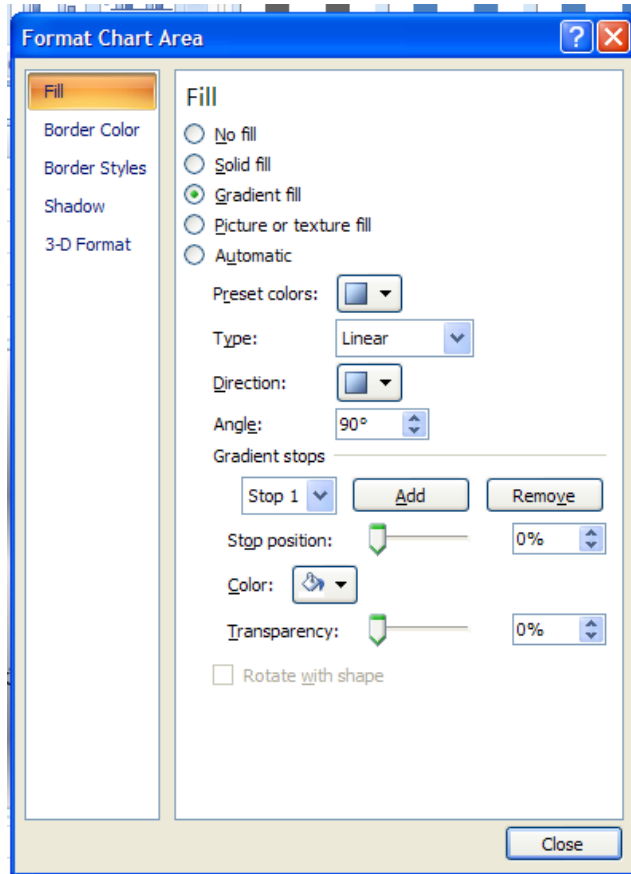 Format Chart Area
?
Fill
Border Color
Border Styles
Shadow
3-D Format
Fill
No fill
Solid fill
Gradient fill
Picture or texture fill
Automatic
Preset colors:
Type: Linear
Direction:
Angle: 90°
Gradient stops
Stop 1 Add Remove
Stop position: 0%
Color:
Transparency: 0%
Rotate with shape
Close